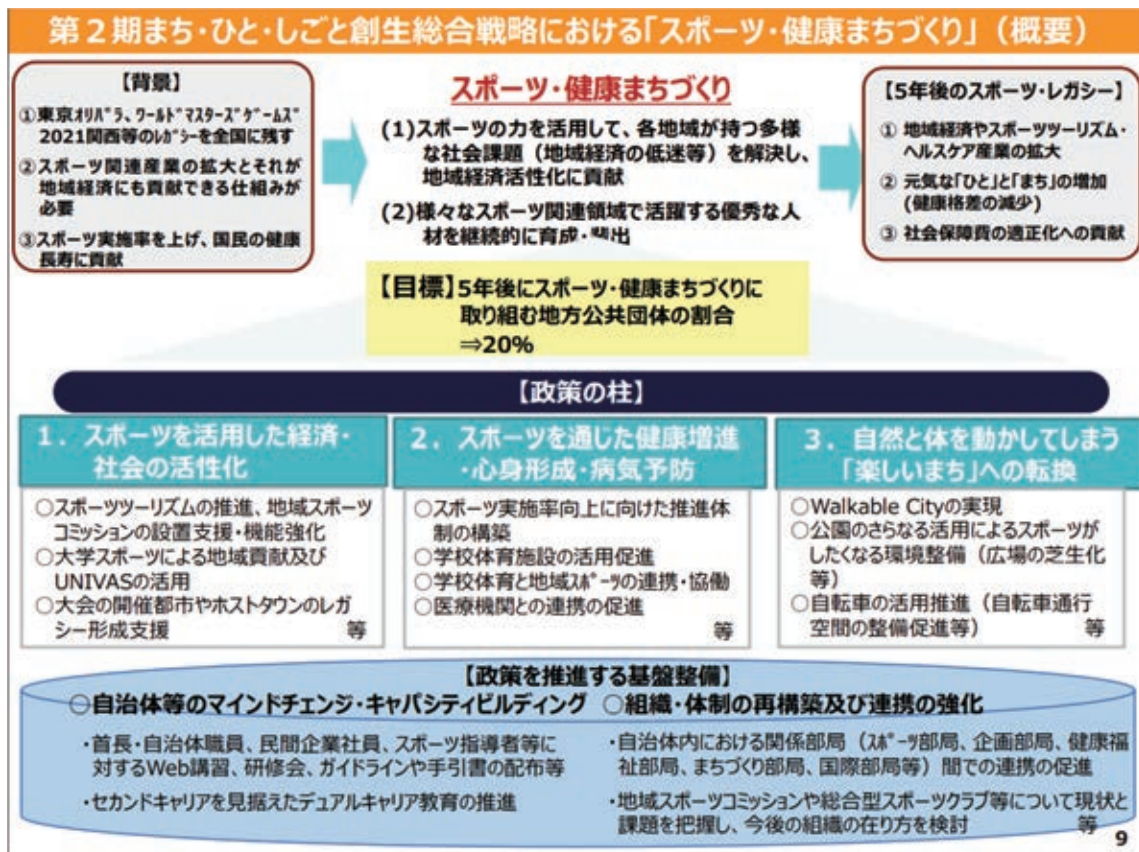 第２期まち・ひと・しごと創生総合戦略における「スポーツ・健康まちづくり」（概要）
【背景】
①東京ｵﾘﾊﾟﾗ、ﾜｰﾙﾄﾞﾏｽﾀｰｽﾞｹﾞｰﾑｽﾞ
2021関西等のﾚｶﾞｼｰを全国に残す
②スポーツ関連産業の拡大とそれが
地域経済にも貢献できる仕組みが
必要
③スポーツ実施率を上げ、国民の健康
長寿に貢献
スポーツ・健康まちづくり
(1)スポーツの力を活用して、各地域が持つ多様
な社会課題（地域経済の低迷等）を解決し、
地域経済活性化に貢献
(2)様々なスポーツ関連領域で活躍する優秀な人
材を継続的に育成・輩出
【5年後のスポーツ・レガシー】
① 地域経済やスポーツツーリズム・
ヘルスケア産業の拡大
② 元気な「ひと」と「まち」の増加
(健康格差の減少)
③ 社会保障費の適正化への貢献
【目標】5年後にスポーツ・健康まちづくりに
取り組む地方公共団体の割合
⇒20%
【政策の柱】
１．スポーツを活用した経済・
社会の活性化
○スポーツツーリズムの推進、地域スポーツ
コミッションの設置支援・機能強化
○大学スポーツによる地域貢献及び
UNIVASの活用
○大会の開催都市やホストタウンのレガ
シー形成支援 等
２．スポーツを通じた健康増進
・心身形成・病気予防
○スポーツ実施率向上に向けた推進体
制の構築
○学校体育施設の活用促進
○学校体育と地域ｽﾎﾟｰﾂの連携・協働
○医療機関との連携の促進
等
３．自然と体を動かしてしまう
「楽しいまち」への転換
○Walkable Cityの実現
○公園のさらなる活用によるスポーツが
したくなる環境整備（広場の芝生化
等）
○自転車の活用推進（自転車通行
空間の整備促進等） 等
【政策を推進する基盤整備】
○自治体等のマインドチェンジ・キャパシティビルディング
・首長・自治体職員、民間企業社員、スポーツ指導者等に
対するWeb講習、研修会、ガイドラインや手引書の配布等
・セカンドキャリアを見据えたデュアルキャリア教育の推進
○組織・体制の再構築及び連携の強化
・自治体内における関係部局（ｽﾎﾟｰﾂ部局、企画部局、健康福
祉部局、まちづくり部局、国際部局等）間での連携の促進
・地域スポーツコミッションや総合型スポーツクラブ等について現状と
課題を把握し、今後の組織の在り方を検討 等
9